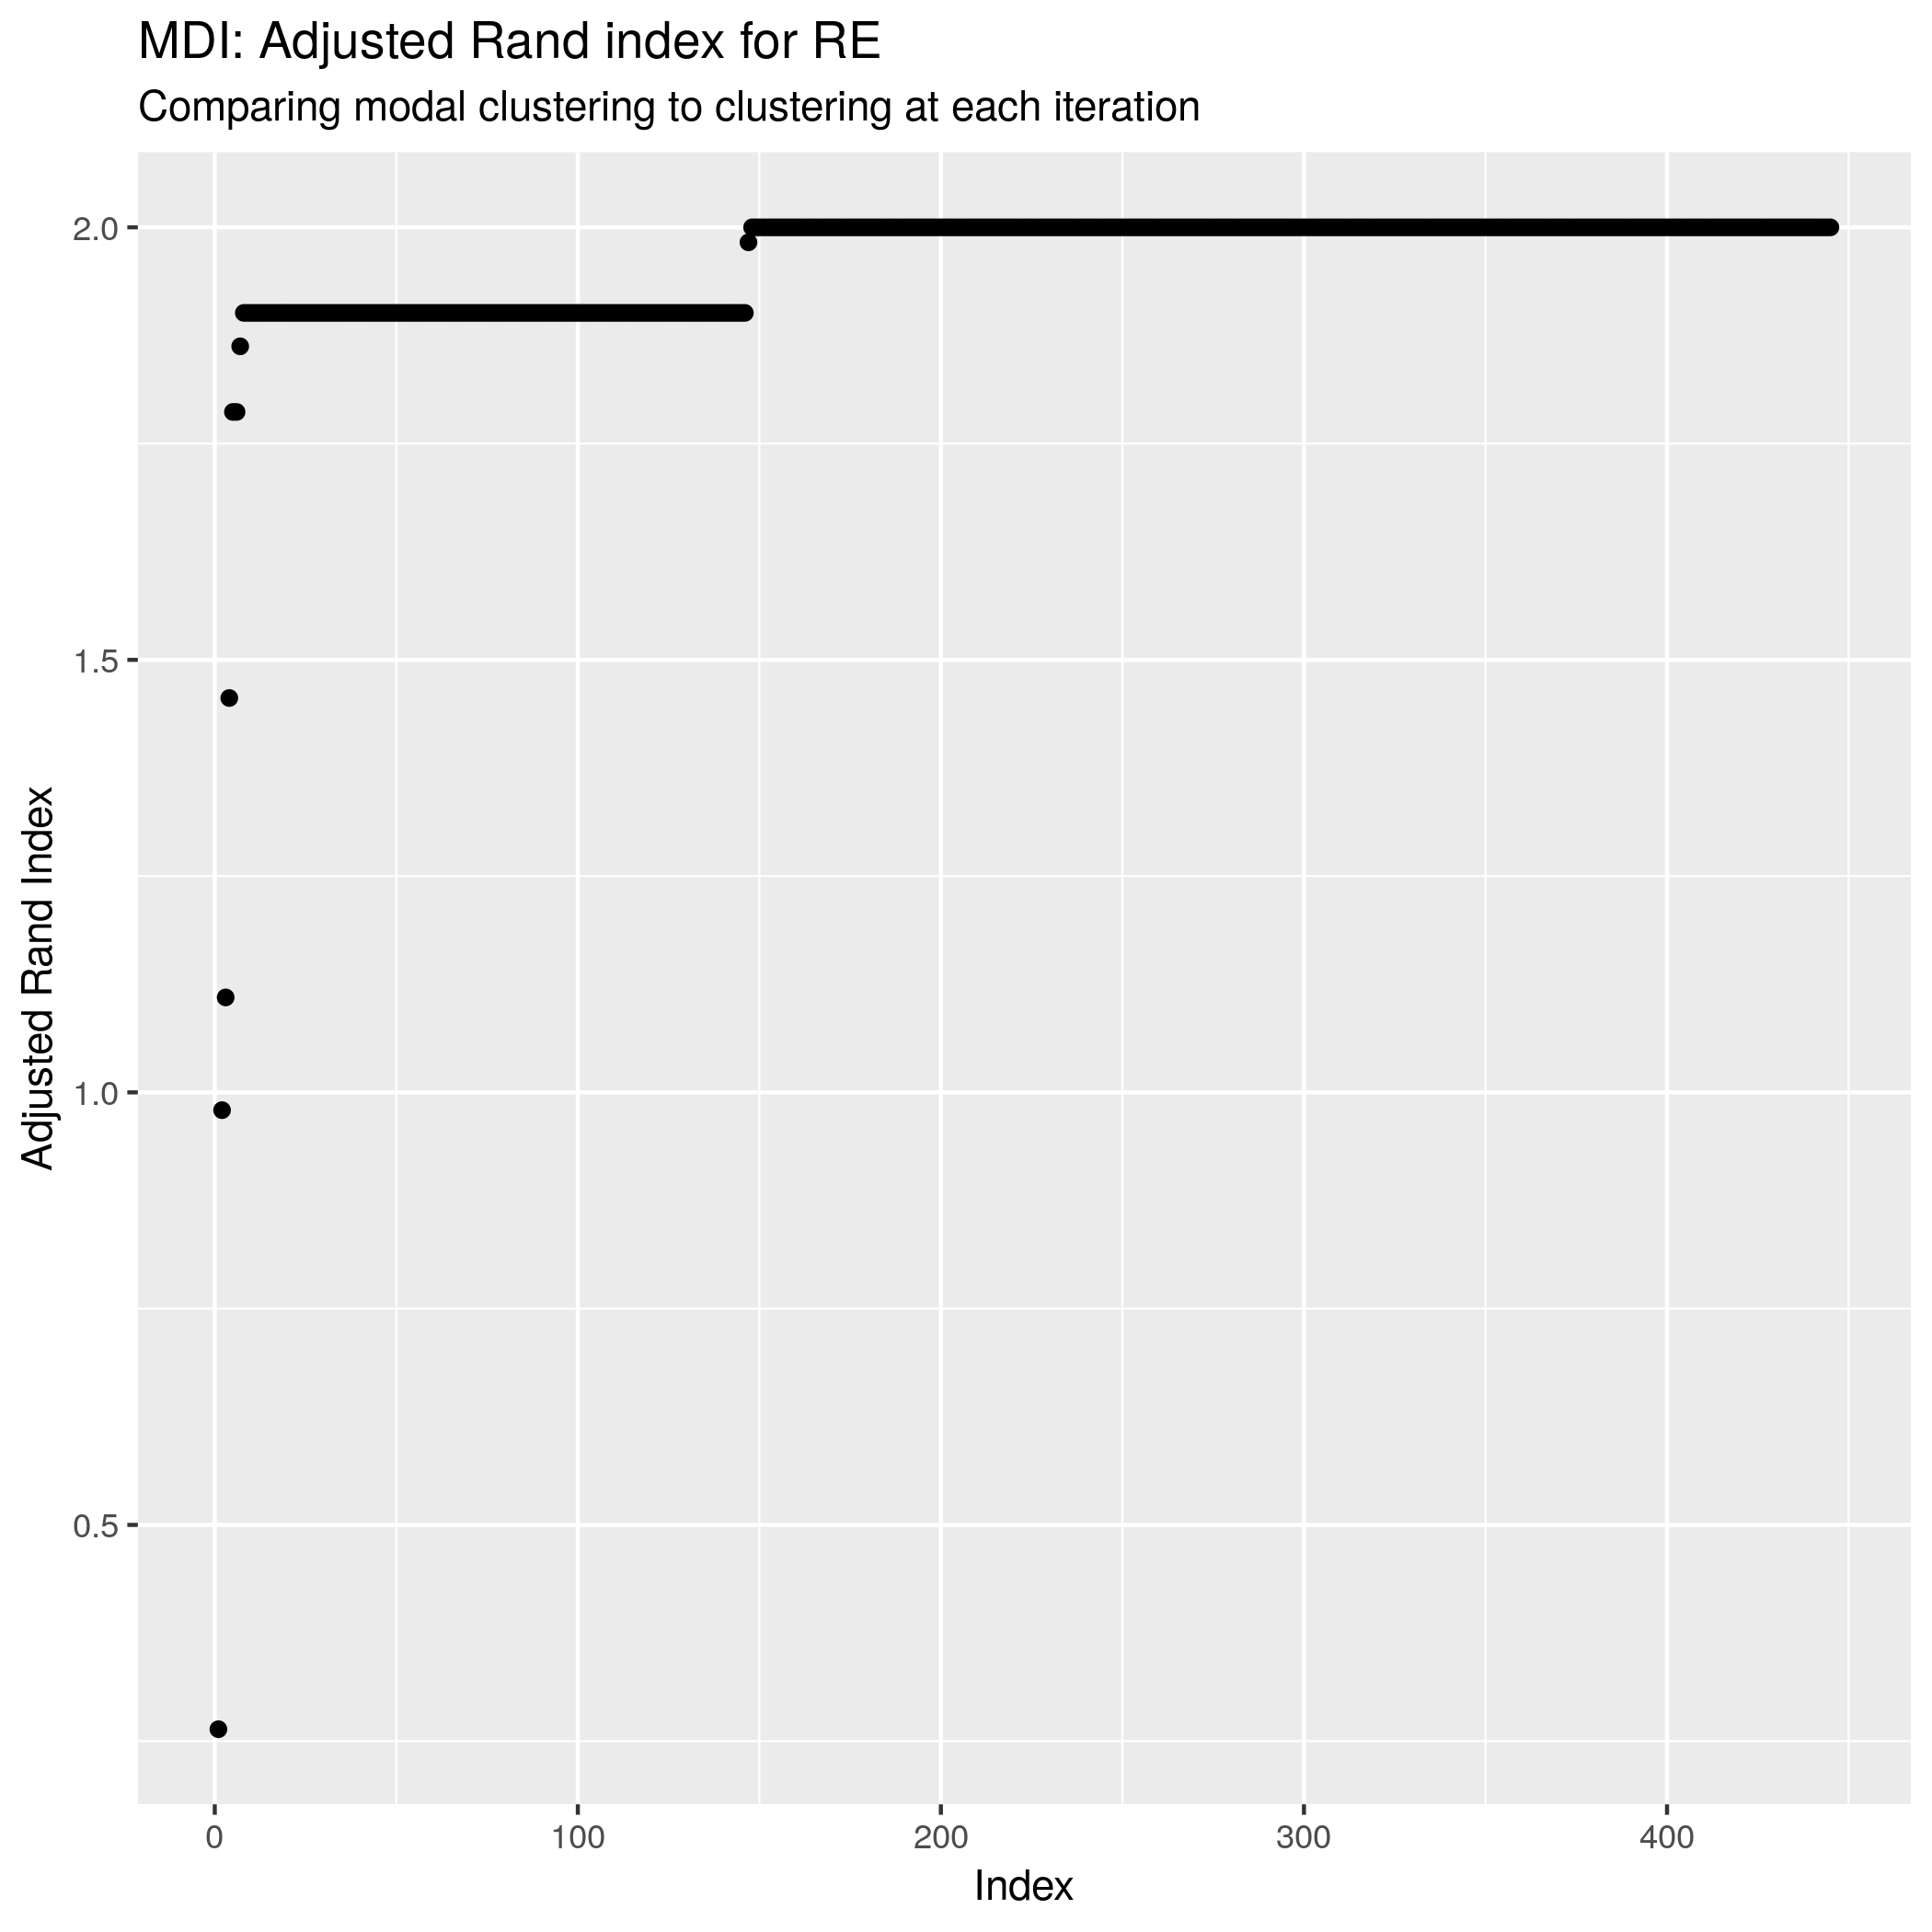 MDI: Adjusted Rand index for RE
Comparing modal clustering to clustering at each iteration
Adjusted Rand Index
2.0
1.5
1.0
0.5
0 100 200 300 400
Index